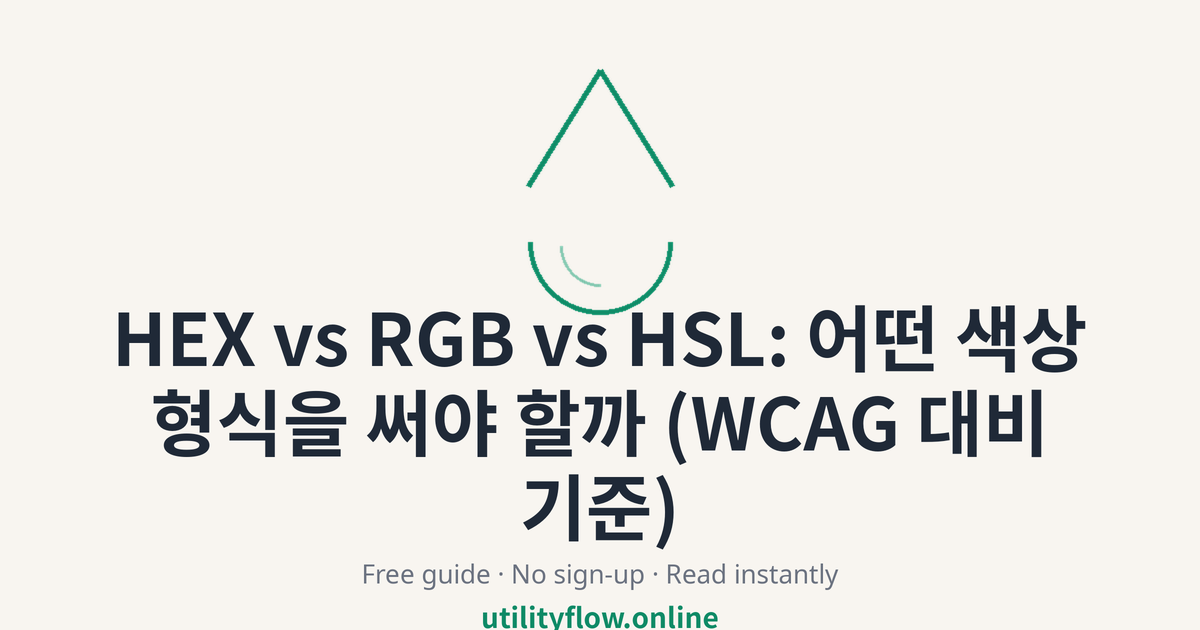 HEX vs RGB vs HSL: 어떤 색상
형식을 써야 할까 (WCAG 대비
기준)
Free guide · No sign-up · Read instantly
utilityflow.online